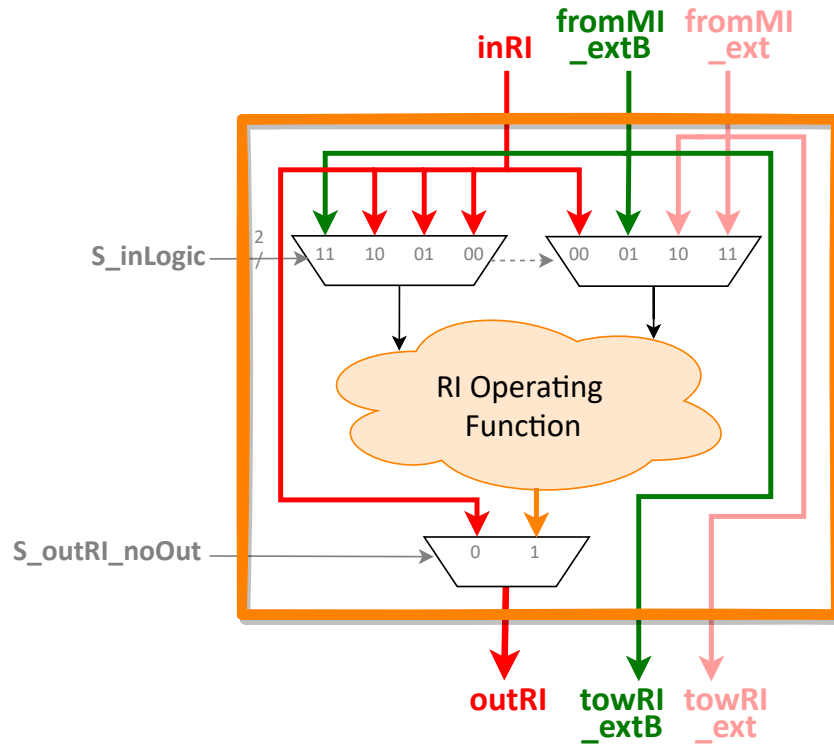 inRI
fromMI
_extB
fromMI
_ext
S_inLogic
2
/
11 10 01 00
00 01 10 11
RI Operating
Function
S_outRI_noOut
0 1
outRI
towRI
_extB
towRI
_ext